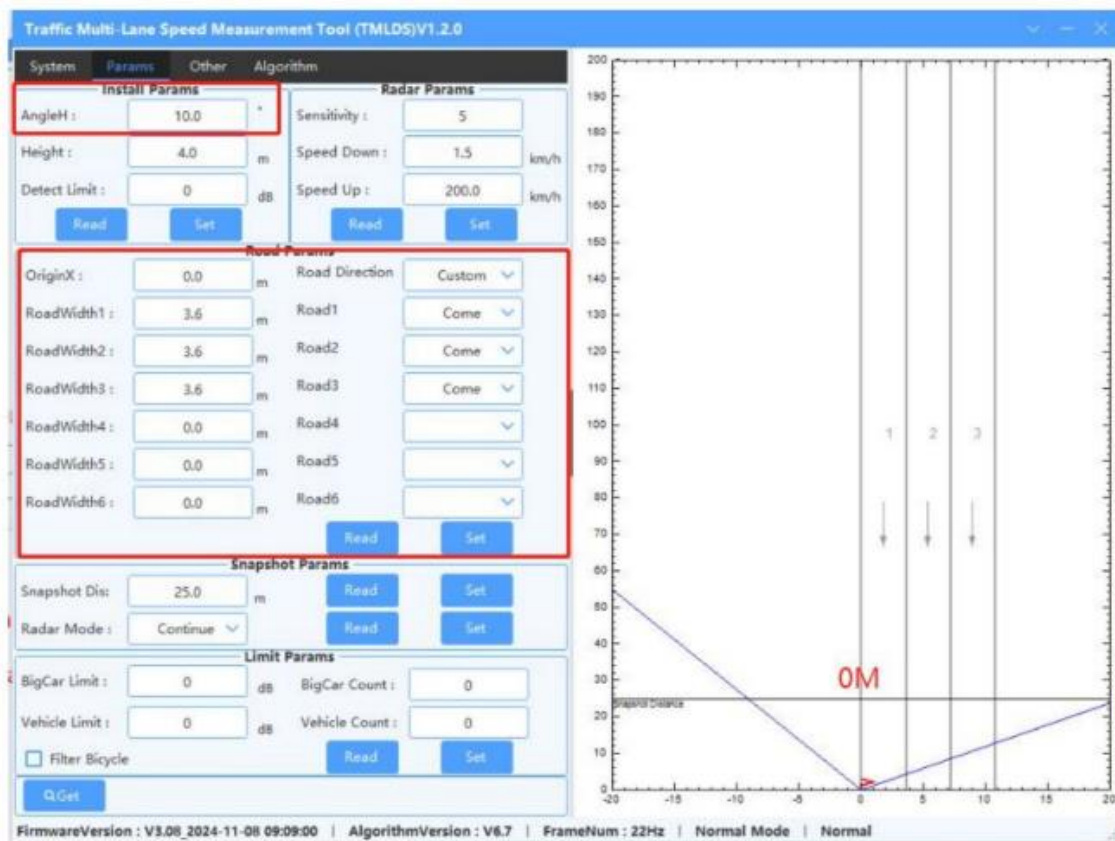 Traffic Multi-Lane Speed Measurement Tool (TMLDS)V1.2.0
System Params Other Algorithm
Install Params
AngleH : 10.0 °
Height : 4.0 m
Detect Limit : 0 dB
Read Set
Radar Params
Sensitivity : 5
Speed Down : 1.5 km/h
Speed Up : 200.0 km/h
Read Set
Road Params
OriginX : 0.0 m Road Direction Custom
RoadWidth1 : 3.6 m Road1 Come
RoadWidth2 : 3.6 m Road2 Come
RoadWidth3 : 3.6 m Road3 Come
RoadWidth4 : 0.0 m Road4
RoadWidth5 : 0.0 m Road5
RoadWidth6 : 0.0 m Road6
Read Set
Snapshot Params
Snapshot Dis: 25.0 m Read Set
Radar Mode : Continue Read Set
Limit Params
BigCar Limit : 0 dB BigCar Count : 0
Vehicle Limit : 0 dB Vehicle Count : 0
Filter Bicycle Read Set
Get
200
190
180
170
160
150
140
130
120
110
100
90
80
70
60
50
40
30
20
10
0
1 2 3
0M
Snapshot Distance
-20 -15 -10 -5 0 5 10 15 20
FirmwareVersion : V3.08_2024-11-08 09:09:00 | AlgorithmVersion : V6.7 | FrameNum : 22Hz | Normal Mode | Normal